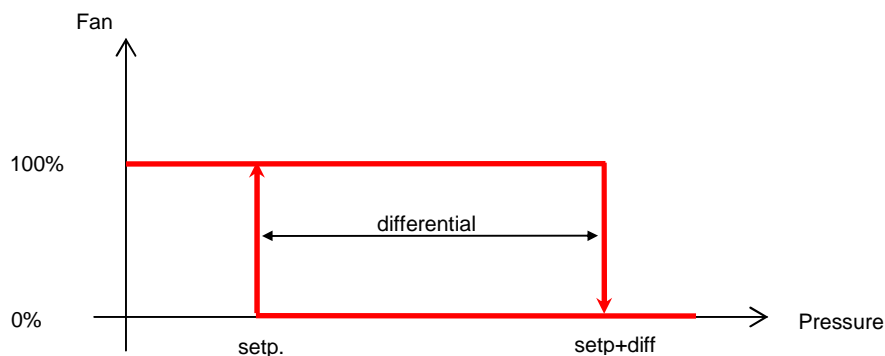 Fan
100%
differential
0%
Pressure
setp.
setp+diff